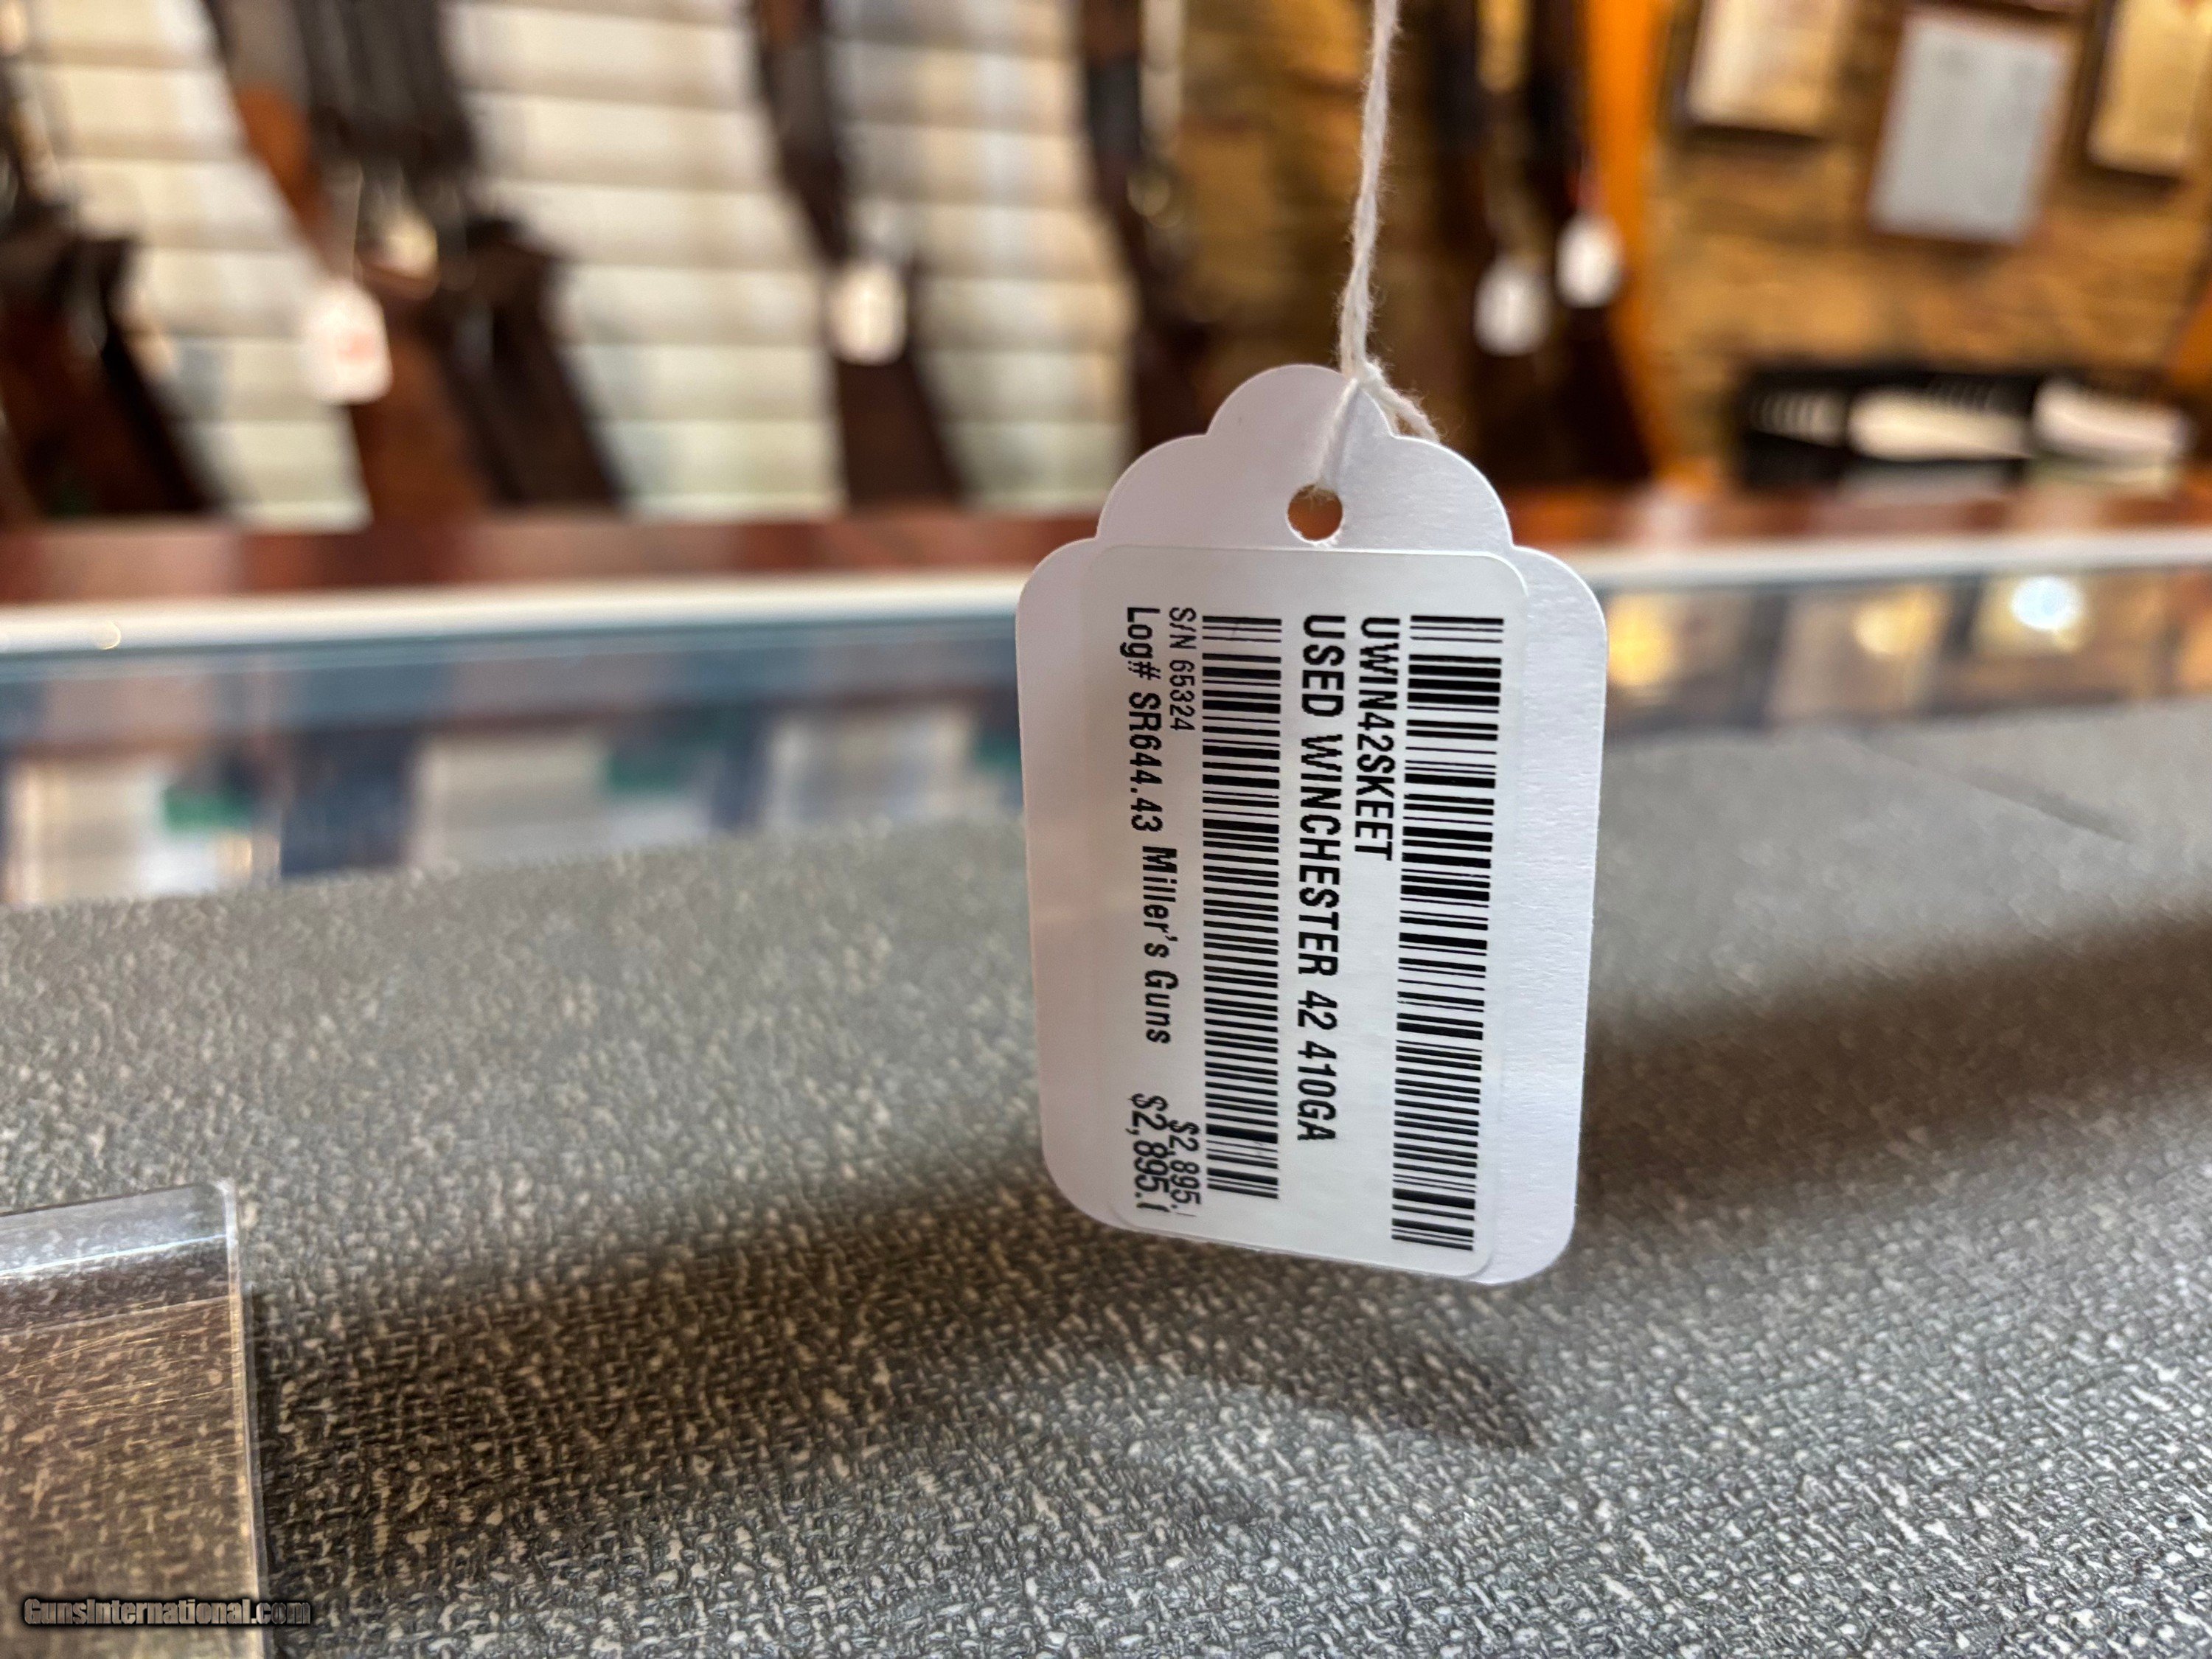 UWIN42SKEET
USED WINCHESTER 42 410GA
S/N 65324 $2,895.
Log# SR644.43 Miller's Guns $2,895.
GunsInternational.com